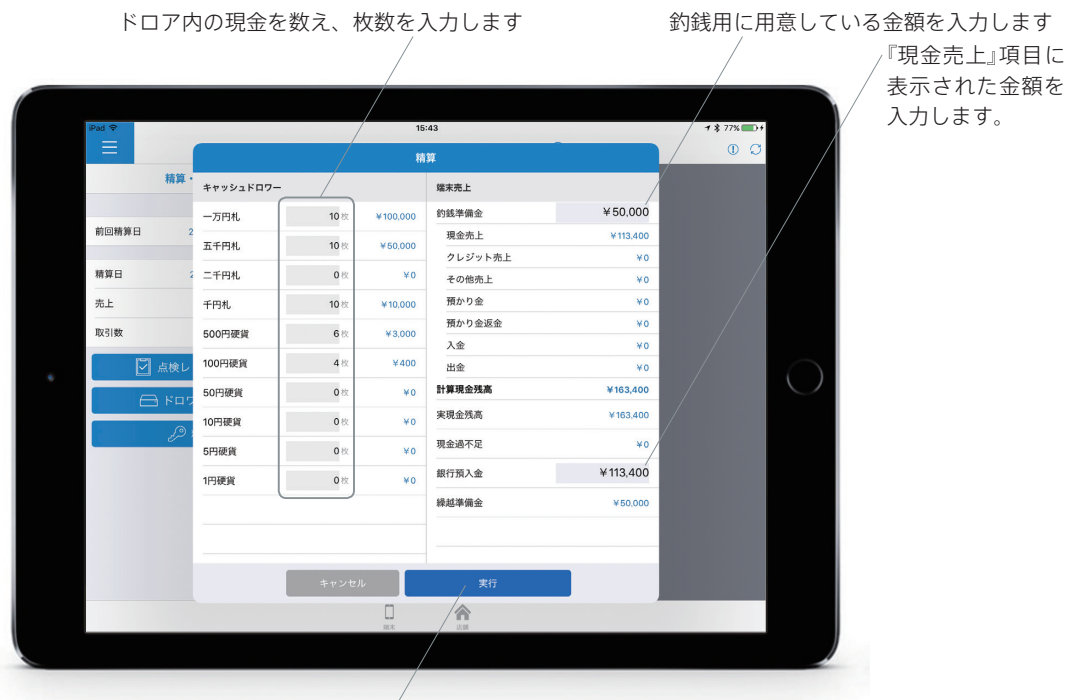 ドロア内の現金を数え、枚数を入力します
釣銭用に用意している金額を入力します
『現金売上』項目に
表示された金額を
入力します。
iPad 15:43 77%
精算
精算・
キャッシュドロワー
端末売上
一万円札 10枚 ¥100,000
五千円札 10枚 ¥50,000
二千円札 0枚 ¥0
千円札 10枚 ¥10,000
500円硬貨 6枚 ¥3,000
100円硬貨 4枚 ¥400
50円硬貨 0枚 ¥0
10円硬貨 0枚 ¥0
5円硬貨 0枚 ¥0
1円硬貨 0枚 ¥0
釣銭準備金 ¥50,000
現金売上 ¥113,400
クレジット売上 ¥0
その他売上 ¥0
預かり金 ¥0
預かり金返金 ¥0
入金 ¥0
出金 ¥0
計算現金残高 ¥163,400
実現金残高 ¥163,400
現金過不足 ¥0
銀行預入金 ¥113,400
繰越準備金 ¥50,000
前回精算日 2
精算日 2
売上
取引数
点検レ
ドロワ
キャンセル
実行
端末
店舗